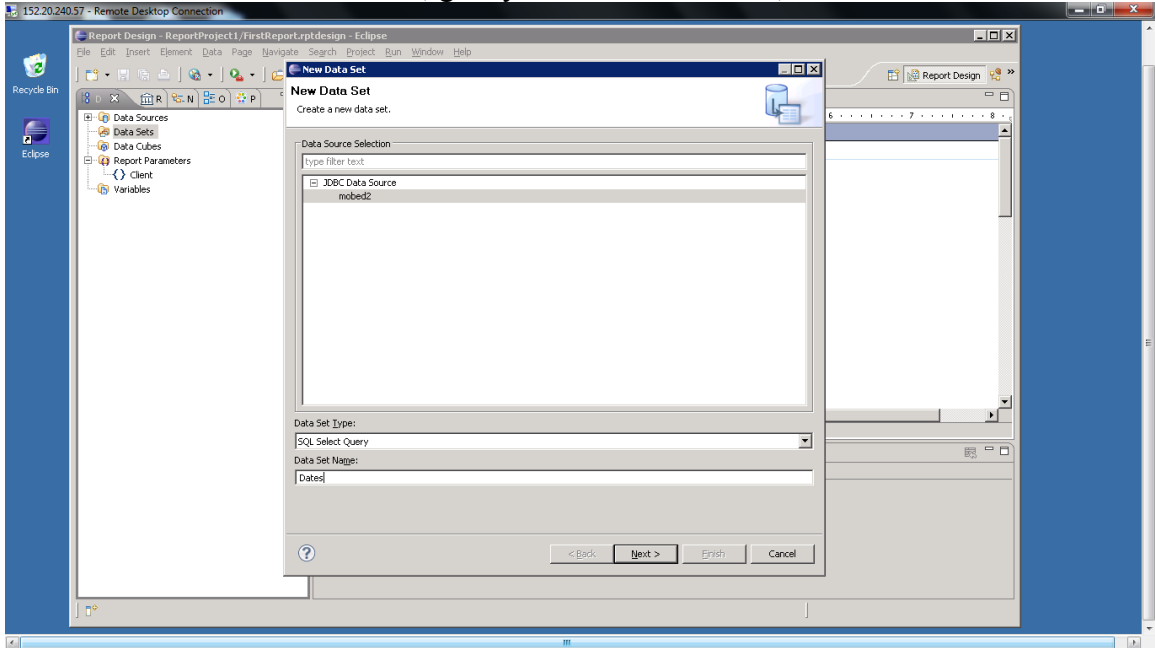 152.20.240.57 - Remote Desktop Connection
Recycle Bin
Eclipse
Report Design - ReportProject1/FirstReport.rptdesign - Eclipse
File Edit Insert Element Data Page Navigate Search Project Run Window Help
Report Design »
R N O P
Data Sources
Data Sets
Data Cubes
Report Parameters
Client
Variables
6 7 8
New Data Set
New Data Set
Create a new data set.
Data Source Selection
type filter text
JDBC Data Source
mobed2
Data Set Type:
SQL Select Query
Data Set Name:
Dates
? < Back Next > Finish Cancel